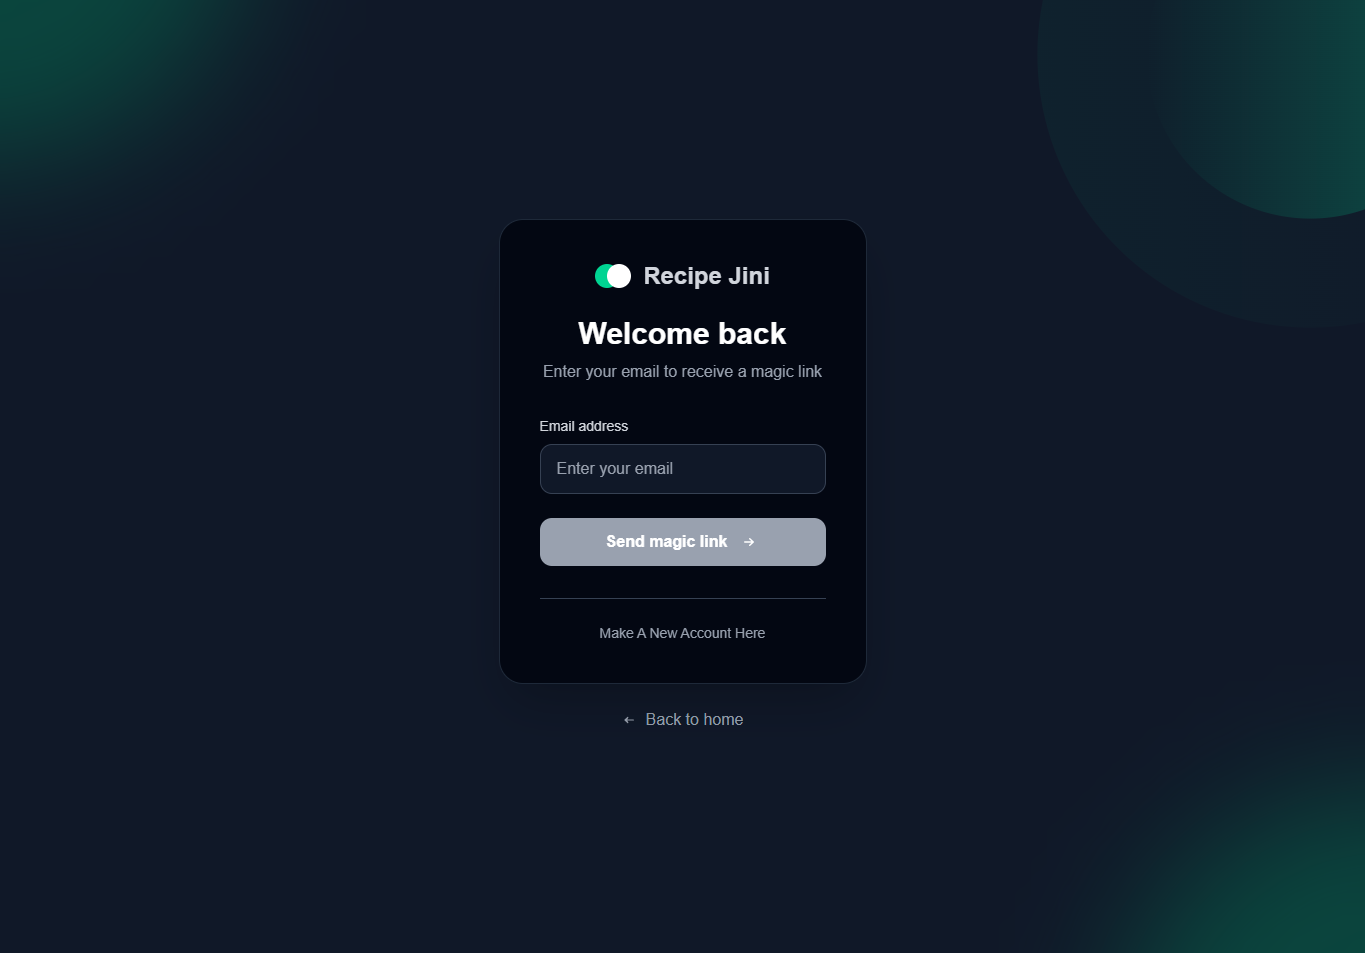 Recipe Jini
Welcome back
Enter your email to receive a magic link
Email address
Enter your email
Send magic link →
Make A New Account Here
← Back to home